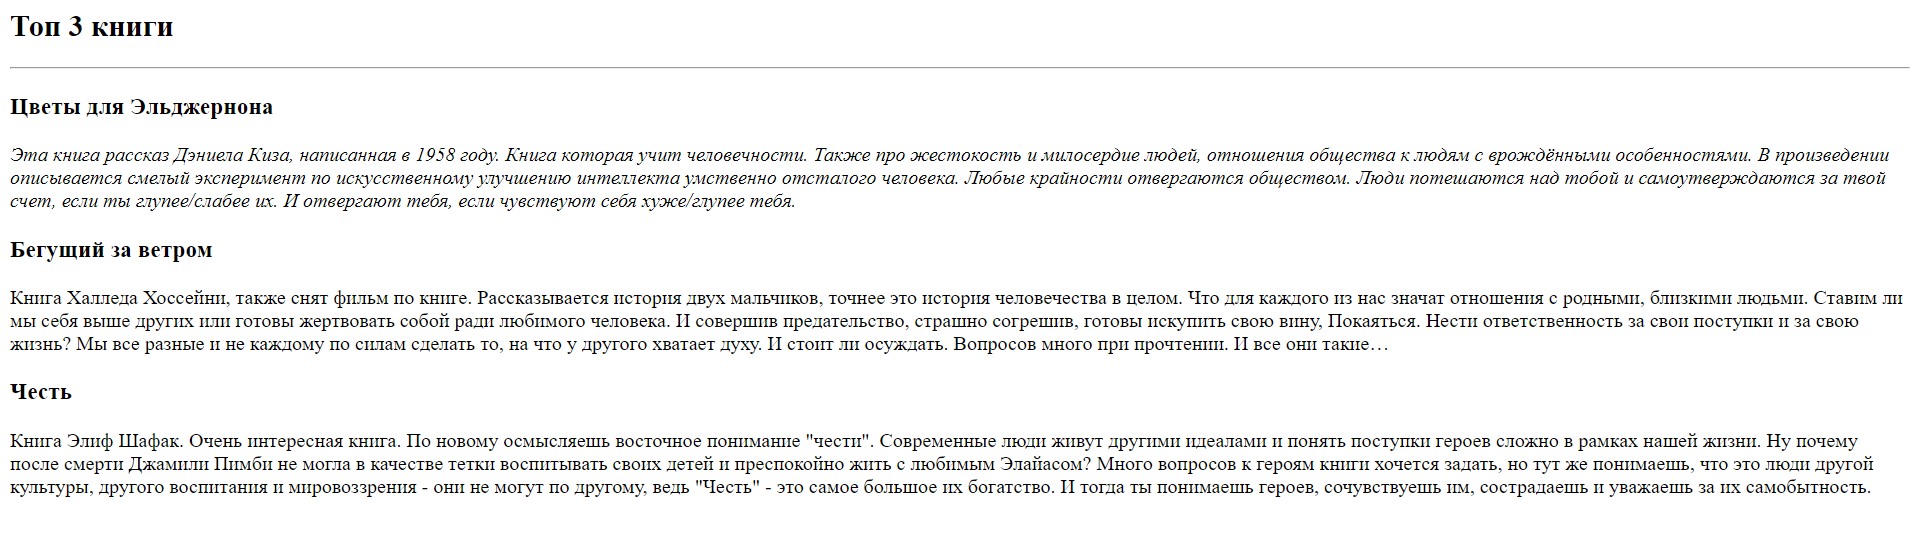 Топ 3 книги
Цветы для Эльджернона
Эта книга рассказ Дэниела Киза, написанная в 1958 году. Книга которая учит человечности. Также про жестокость и милосердие людей, отношения общества к людям с врождёнными особенностями. В произведении
описывается смелый эксперимент по искусственному улучшению интеллекта умственно отсталого человека. Любые крайности отвергаются обществом. Люди потешаются над тобой и самоутверждаются за твой
счет, если ты глупее/слабее их. И отвергают тебя, если чувствуют себя хуже/глупее тебя.
Бегущий за ветром
Книга Халледа Хоссейни, также снят фильм по книге. Рассказывается история двух мальчиков, точнее это история человечества в целом. Что для каждого из нас значат отношения с родными, близкими людьми. Ставим ли
мы себя выше других или готовы жертвовать собой ради любимого человека. И совершив предательство, страшно согрешив, готовы искупить свою вину, Покаяться. Нести ответственность за свои поступки и за свою
жизнь? Мы все разные и не каждому по силам сделать то, на что у другого хватает духу. И стоит ли осуждать. Вопросов много при прочтении. И все они такие…
Честь
Книга Элиф Шафак. Очень интересная книга. По новому осмысляешь восточное понимание "чести". Современные люди живут другими идеалами и понять поступки героев сложно в рамках нашей жизни. Ну почему
после смерти Джамили Пимби не могла в качестве тетки воспитывать своих детей и преспокойно жить с любимым Элайасом? Много вопросов к героям книги хочется задать, но тут же понимаешь, что это люди другой
культуры, другого воспитания и мировоззрения - они не могут по другому, ведь "Честь" - это самое большое их богатство. И тогда ты понимаешь героев, сочувствуешь им, сострадаешь и уважаешь за их самобытность.